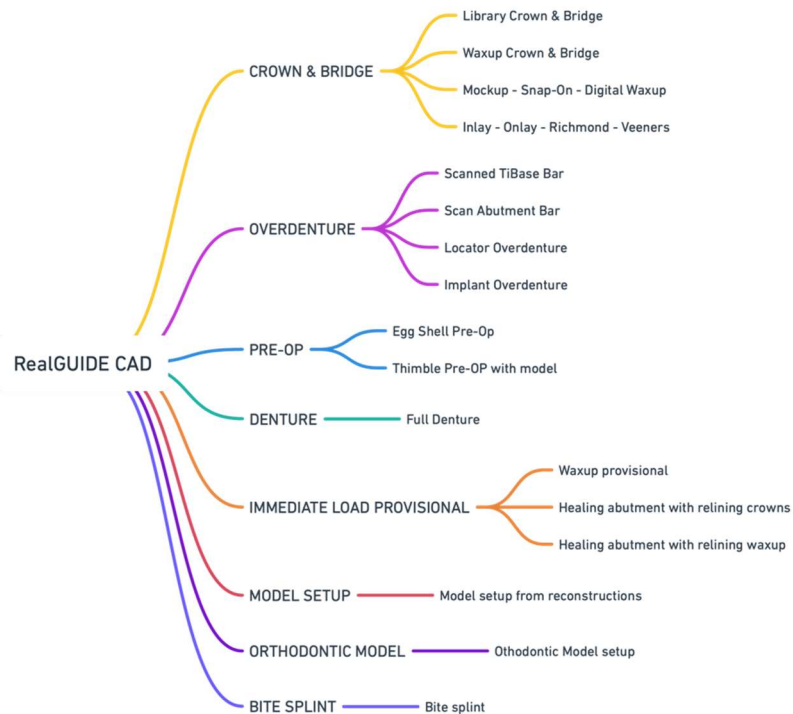 RealGUIDE CAD
CROWN & BRIDGE
Library Crown & Bridge
Waxup Crown & Bridge
Mockup - Snap-On - Digital Waxup
Inlay - Onlay - Richmond - Veeners
OVERDENTURE
Scanned TiBase Bar
Scan Abutment Bar
Locator Overdenture
Implant Overdenture
PRE-OP
Egg Shell Pre-Op
Thimble Pre-OP with model
DENTURE
Full Denture
IMMEDIATE LOAD PROVISIONAL
Waxup provisional
Healing abutment with relining crowns
Healing abutment with relining waxup
MODEL SETUP
Model setup from reconstructions
ORTHODONTIC MODEL
Othodontic Model setup
BITE SPLINT
Bite splint